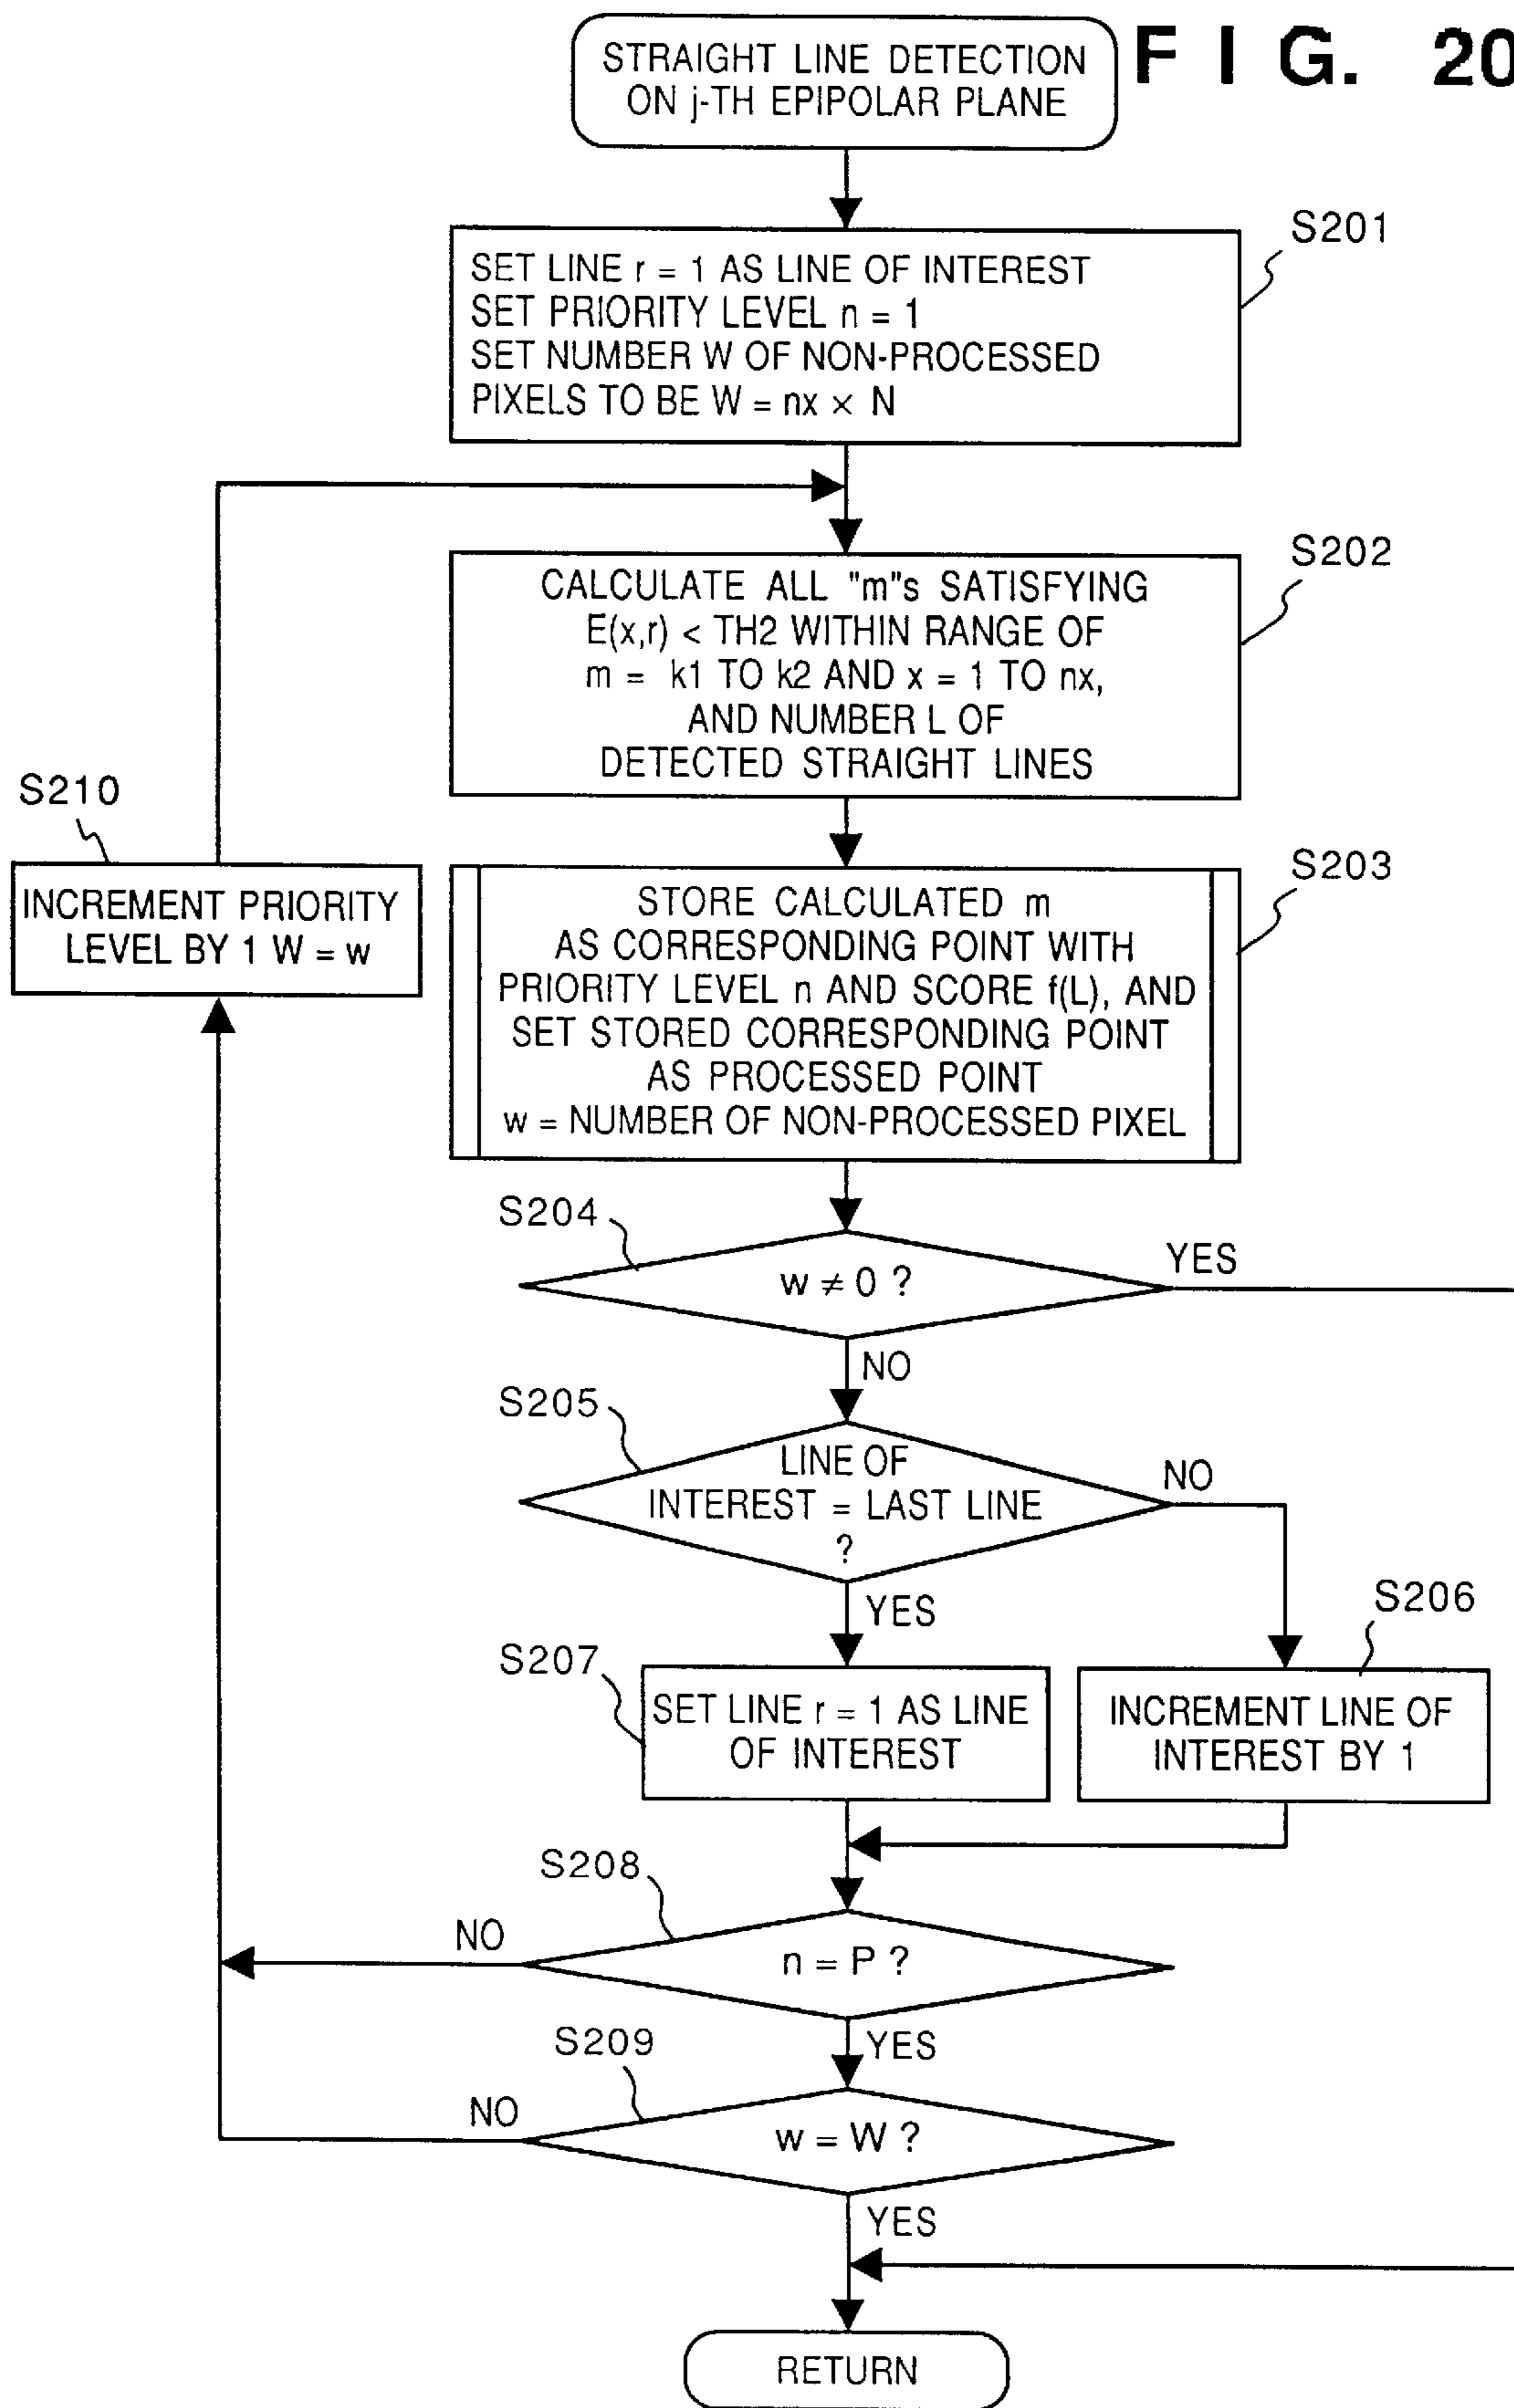 FIG. 20
STRAIGHT LINE DETECTION
ON j-TH EPIPOLAR PLANE
S201
SET LINE r = 1 AS LINE OF INTEREST
SET PRIORITY LEVEL n = 1
SET NUMBER W OF NON-PROCESSED
PIXELS TO BE W = nx × N
S202
CALCULATE ALL "m"s SATISFYING
E(x,r) < TH2 WITHIN RANGE OF
m = k1 TO k2 AND x = 1 TO nx,
AND NUMBER L OF
DETECTED STRAIGHT LINES
S210
INCREMENT PRIORITY
LEVEL BY 1 W = w
S203
STORE CALCULATED m
AS CORRESPONDING POINT WITH
PRIORITY LEVEL n AND SCORE f(L), AND
SET STORED CORRESPONDING POINT
AS PROCESSED POINT
w = NUMBER OF NON-PROCESSED PIXEL
S204
w ≠ 0 ?
YES
NO
S205
LINE OF
INTEREST = LAST LINE
?
NO
YES
S206
INCREMENT LINE OF
INTEREST BY 1
S207
SET LINE r = 1 AS LINE
OF INTEREST
S208
n = P ?
NO
YES
S209
w = W ?
NO
YES
RETURN